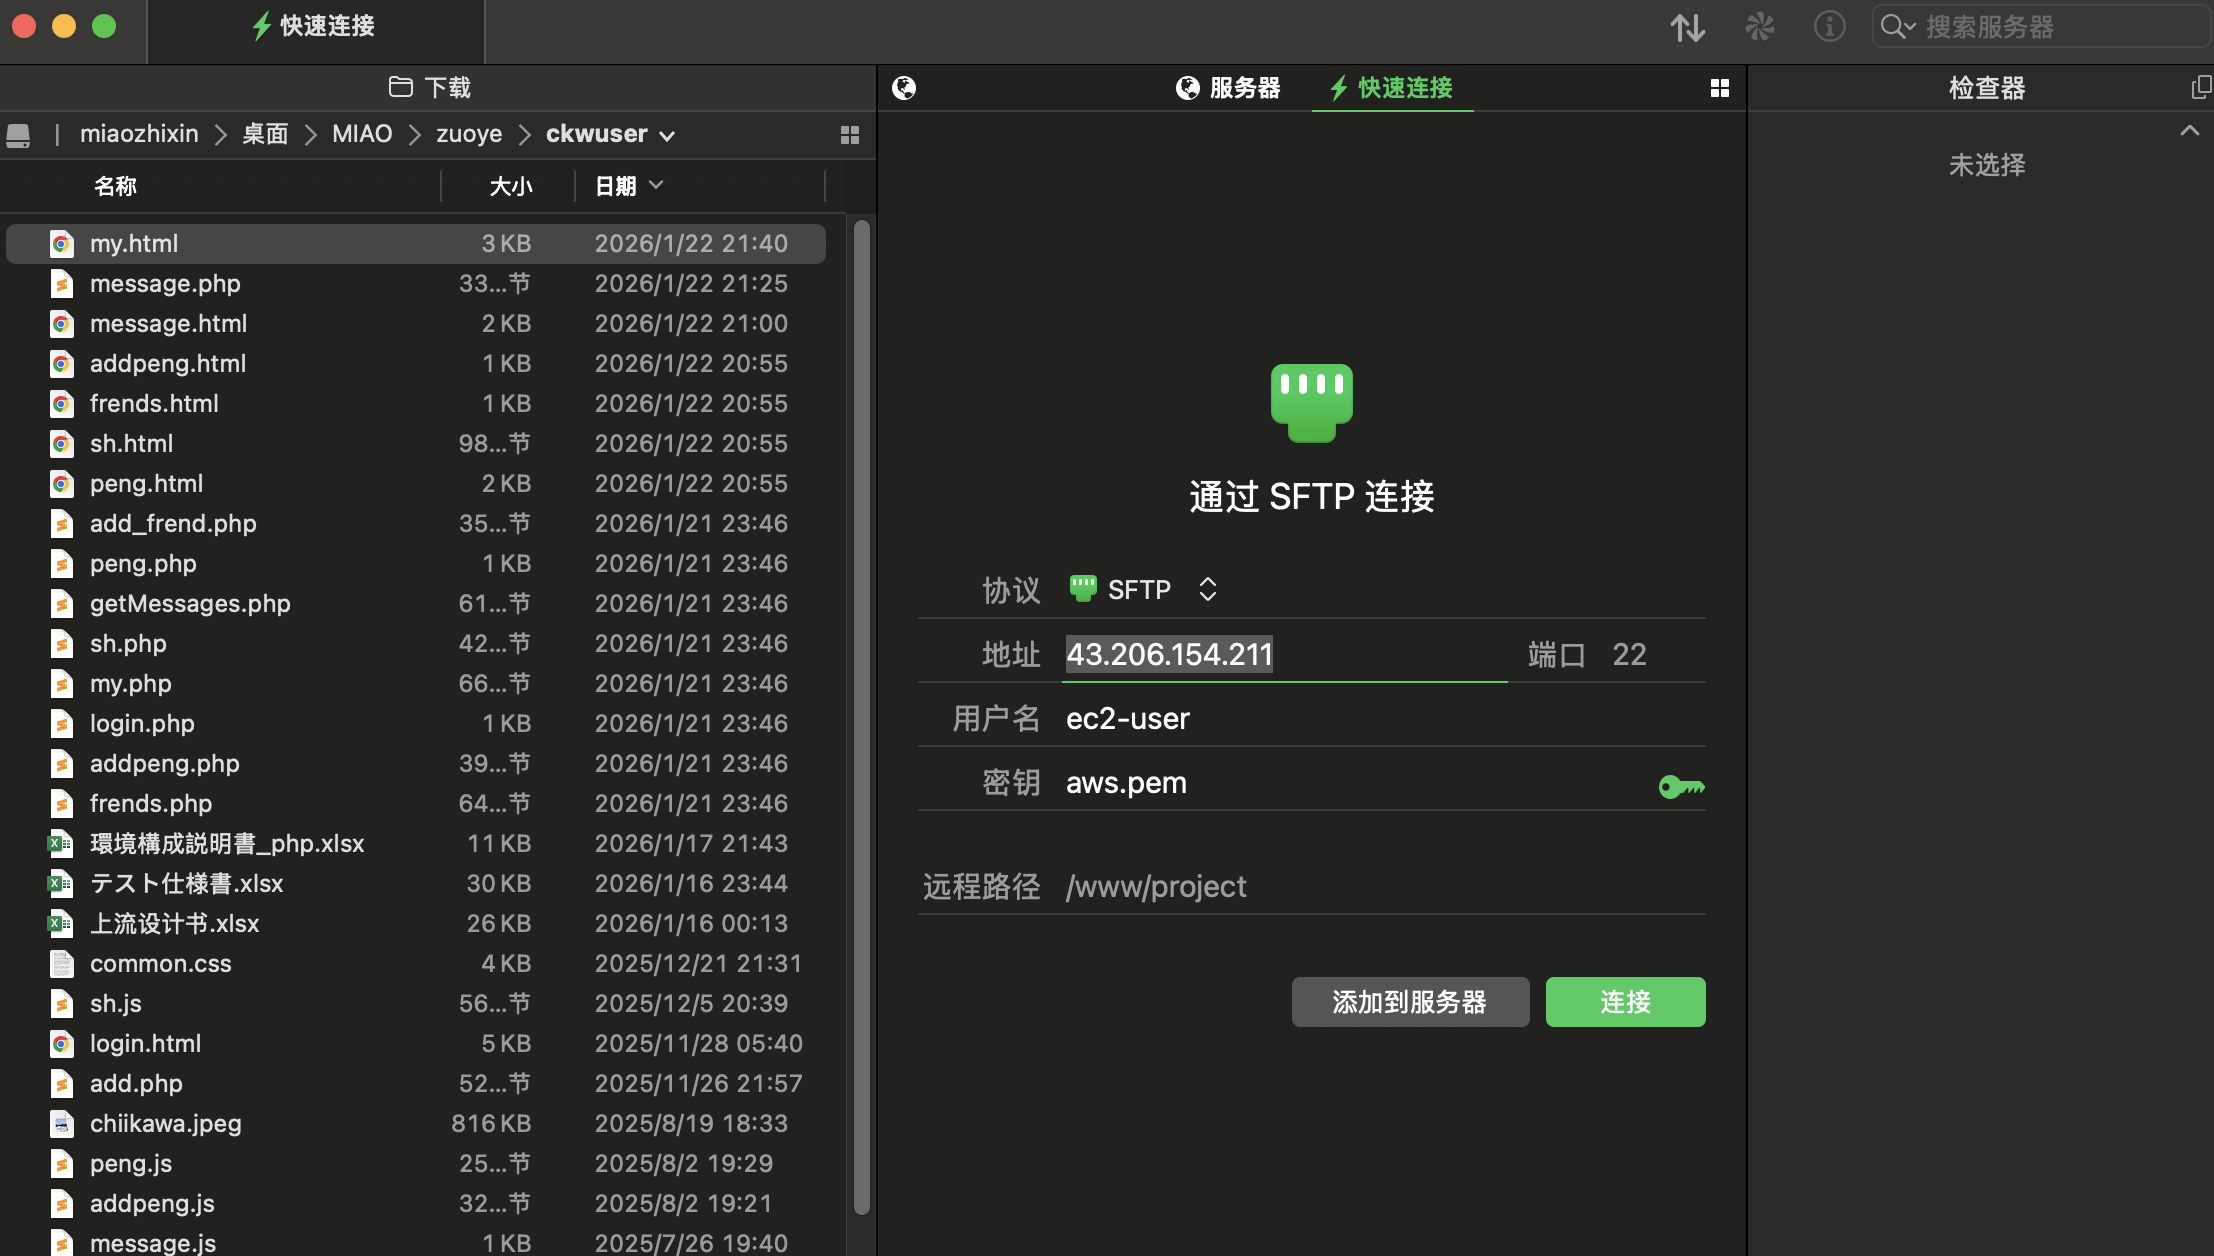 快速连接
搜索服务器
下载
服务器
快速连接
检查器
| miaozhixin 桌面 MIAO zuoye ckwuser
未选择
名称 大小 日期
my.html 3 KB 2026/1/22 21:40
message.php 33...节 2026/1/22 21:25
message.html 2 KB 2026/1/22 21:00
addpeng.html 1 KB 2026/1/22 20:55
frends.html 1 KB 2026/1/22 20:55
sh.html 98...节 2026/1/22 20:55
peng.html 2 KB 2026/1/22 20:55
add_frend.php 35...节 2026/1/21 23:46
peng.php 1 KB 2026/1/21 23:46
getMessages.php 61...节 2026/1/21 23:46
sh.php 42...节 2026/1/21 23:46
my.php 66...节 2026/1/21 23:46
login.php 1 KB 2026/1/21 23:46
addpeng.php 39...节 2026/1/21 23:46
frends.php 64...节 2026/1/21 23:46
環境構成説明書_php.xlsx 11 KB 2026/1/17 21:43
テスト仕様書.xlsx 30 KB 2026/1/16 23:44
上流设计书.xlsx 26 KB 2026/1/16 00:13
common.css 4 KB 2025/12/21 21:31
sh.js 56...节 2025/12/5 20:39
login.html 5 KB 2025/11/28 05:40
add.php 52...节 2025/11/26 21:57
chiikawa.jpeg 816 KB 2025/8/19 18:33
peng.js 25...节 2025/8/2 19:29
addpeng.js 32...节 2025/8/2 19:21
message.js 1 KB 2025/7/26 19:40
通过 SFTP 连接
协议 SFTP
地址 43.206.154.211 端口 22
用户名 ec2-user
密钥 aws.pem
远程路径 /www/project
添加到服务器 连接